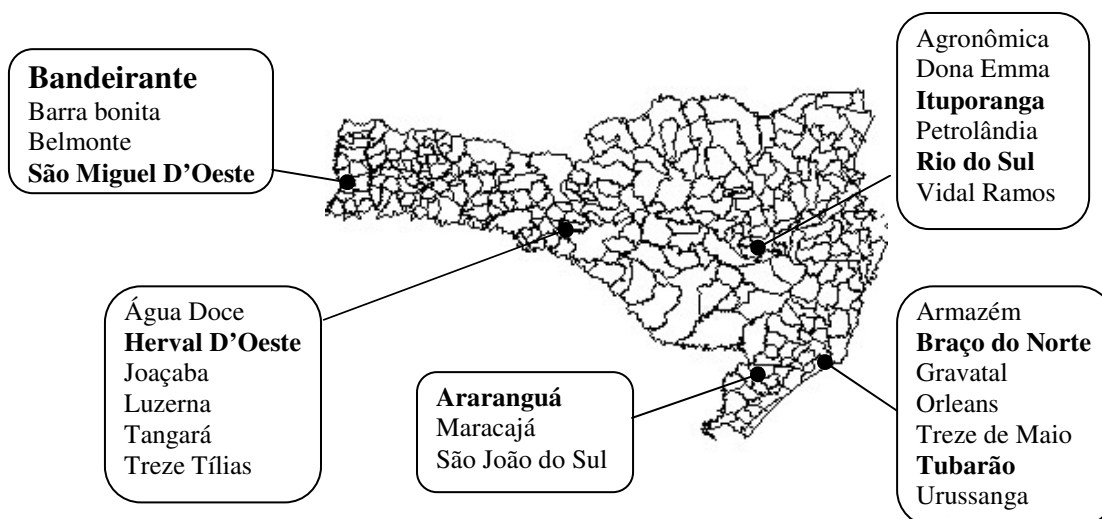 Bandeirante
Barra bonita
Belmonte
São Miguel D'Oeste
Agronômica
Dona Emma
Ituporanga
Petrolândia
Rio do Sul
Vidal Ramos
Água Doce
Herval D'Oeste
Joaçaba
Luzerna
Tangará
Treze Tílias
Araranguá
Maracajá
São João do Sul
Armazém
Braço do Norte
Gravatal
Orleans
Treze de Maio
Tubarão
Urussanga